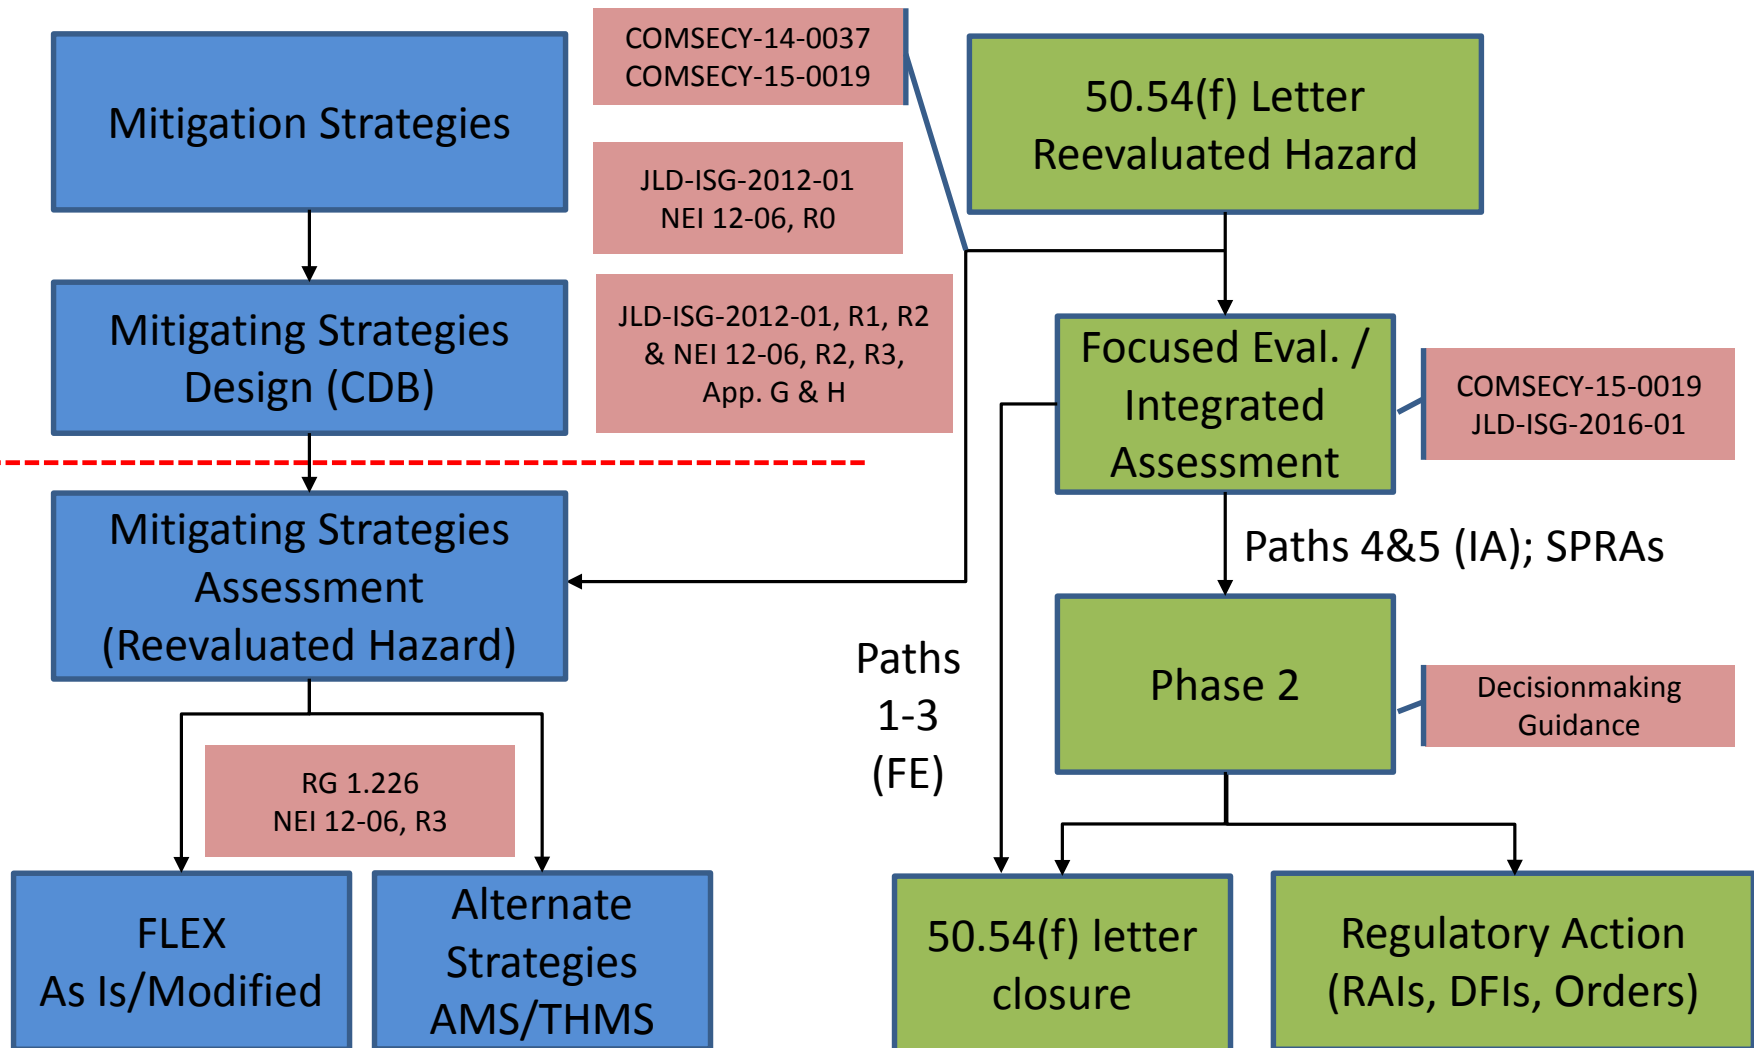 Mitigation Strategies
COMSECY-14-0037
COMSECY-15-0019
50.54(f) Letter
Reevaluated Hazard
JLD-ISG-2012-01
NEI 12-06, R0
Mitigating Strategies
Design (CDB)
JLD-ISG-2012-01, R1, R2
& NEI 12-06, R2, R3,
App. G & H
Focused Eval. /
Integrated
Assessment
COMSECY-15-0019
JLD-ISG-2016-01
Mitigating Strategies
Assessment
(Reevaluated Hazard)
Paths 4&5 (IA); SPRAs
Paths
1-3
(FE)
Phase 2
Decisionmaking
Guidance
RG 1.226
NEI 12-06, R3
FLEX
As Is/Modified
Alternate
Strategies
AMS/THMS
50.54(f) letter
closure
Regulatory Action
(RAIs, DFIs, Orders)